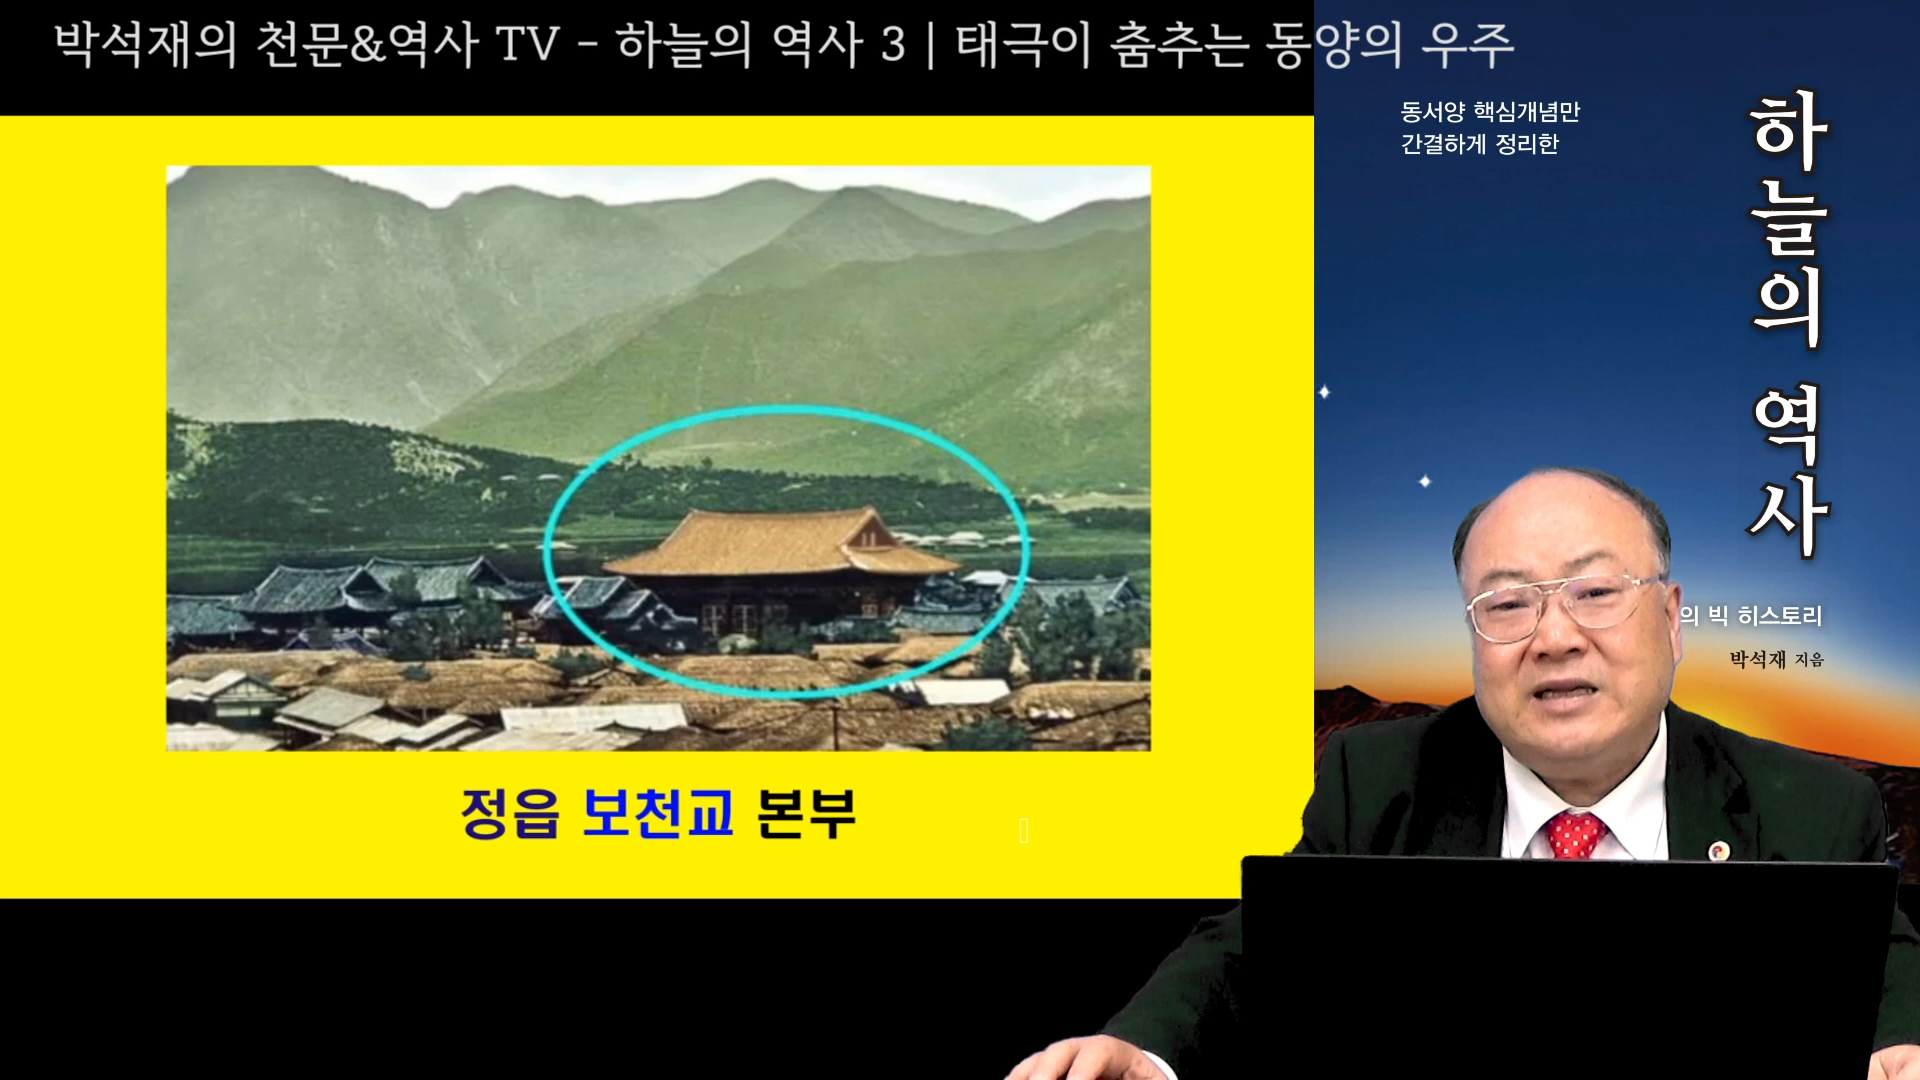 박석재의 천문&역사 TV - 하늘의 역사 3 | 태극이 춤추는 동양의 우주
동서양 핵심개념만
간결하게 정리한
하늘의 역사
의 빅 히스토리
박석재 지음
정읍 보천교 본부